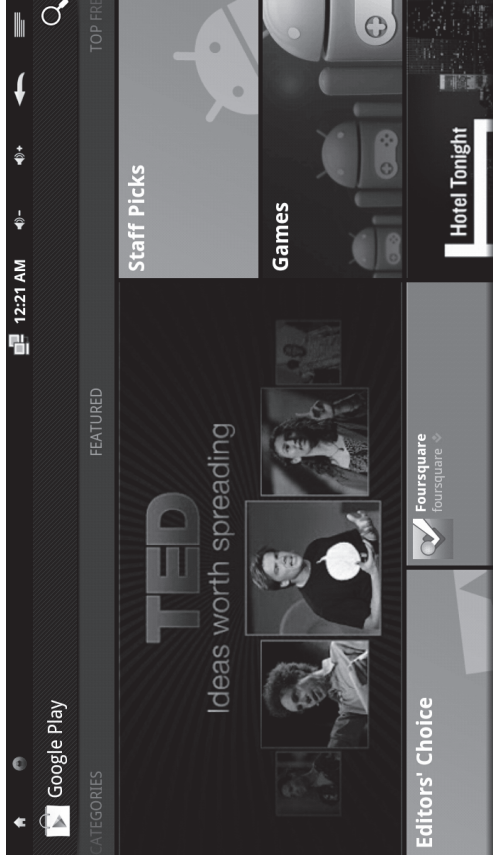 12:21 AM
Google Play
CATEGORIES
FEATURED
TOP FRE
TED
Ideas worth spreading
Staff Picks
Games
Editors' Choice
Foursquare
foursquare
Hotel Tonight